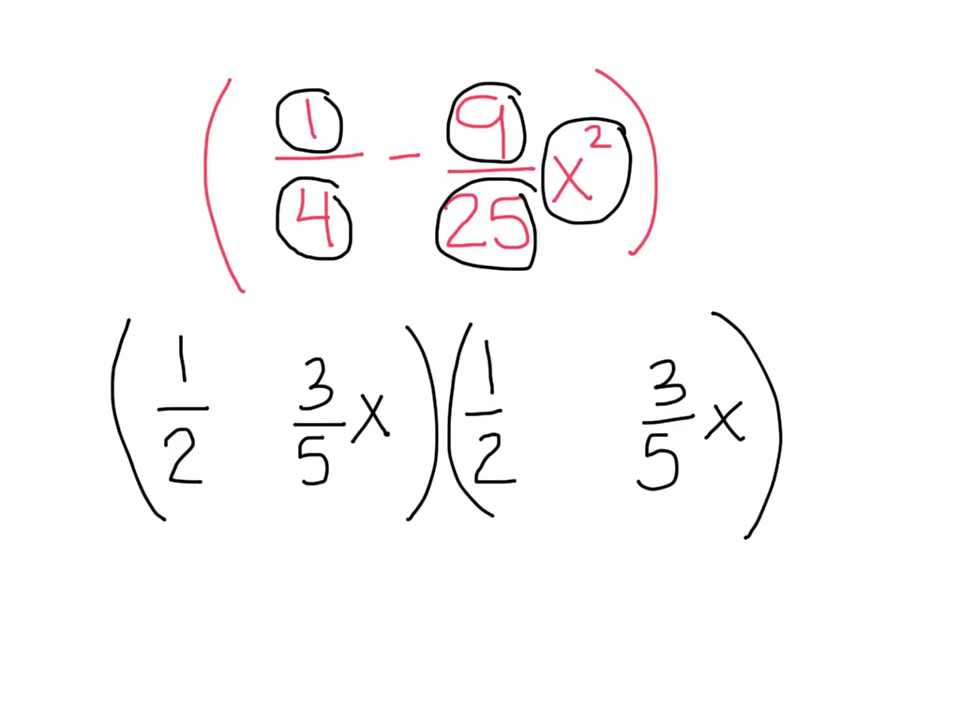 (1/4 - 9/25 x²)
(1/2 3/5 x)(1/2 3/5 x)